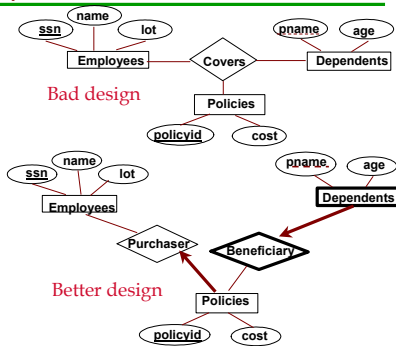 name
ssn lot
pname age
Employees Covers Dependents
Bad design
Policies
policyid cost
name
ssn lot
pname age
Employees
Dependents
Purchaser Beneficiary
Better design
Policies
policyid cost